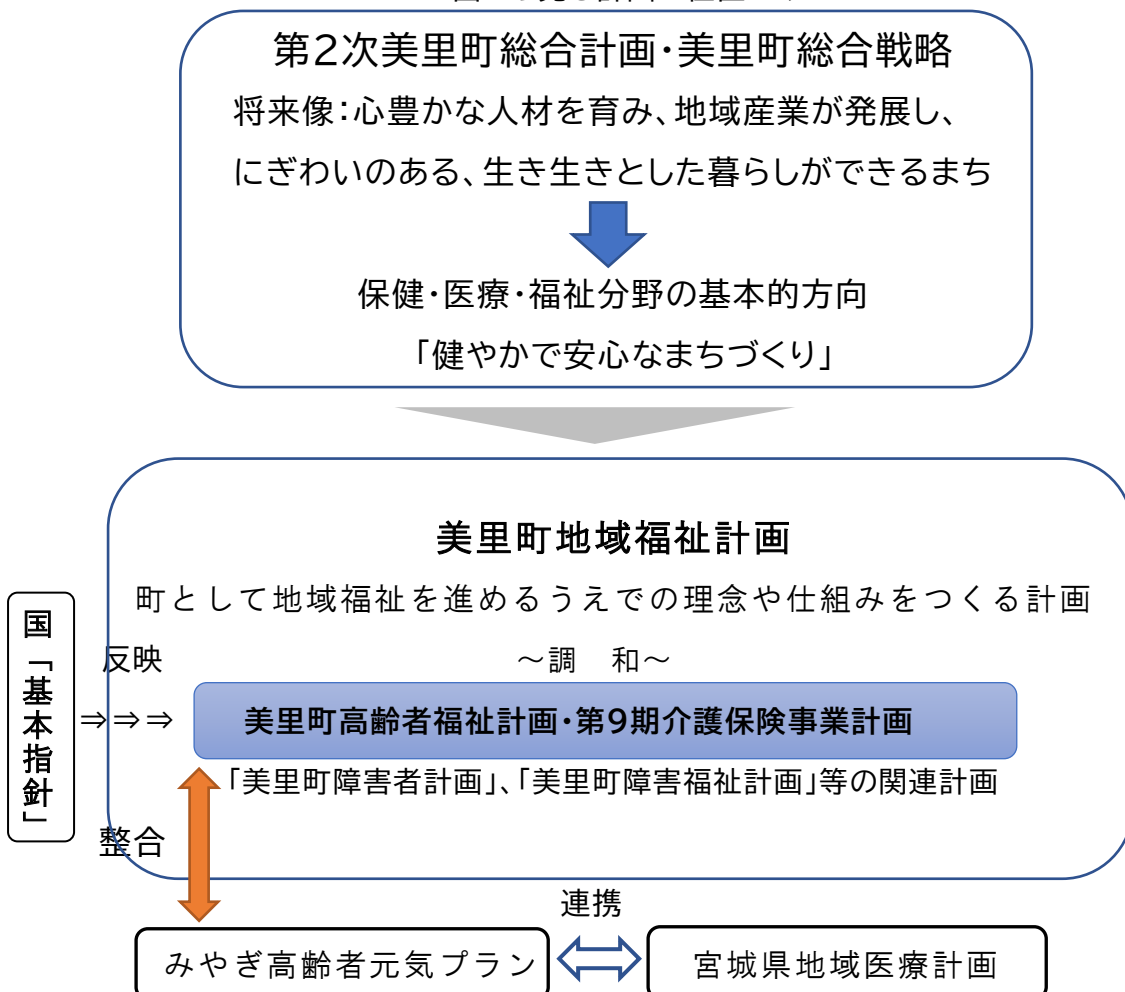 第2次美里町総合計画・美里町総合戦略
将来像：心豊かな人材を育み、地域産業が発展し、
にぎわいのある、生き生きとした暮らしができるまち
保健・医療・福祉分野の基本的方向
「健やかで安心なまちづくり」
美里町地域福祉計画
町として地域福祉を進めるうえでの理念や仕組みをつくる計画
国「基本指針」
反映
～調　和～
⇒⇒⇒
美里町高齢者福祉計画・第9期介護保険事業計画
「美里町障害者計画」、「美里町障害福祉計画」等の関連計画
整合
連携
みやぎ高齢者元気プラン
宮城県地域医療計画